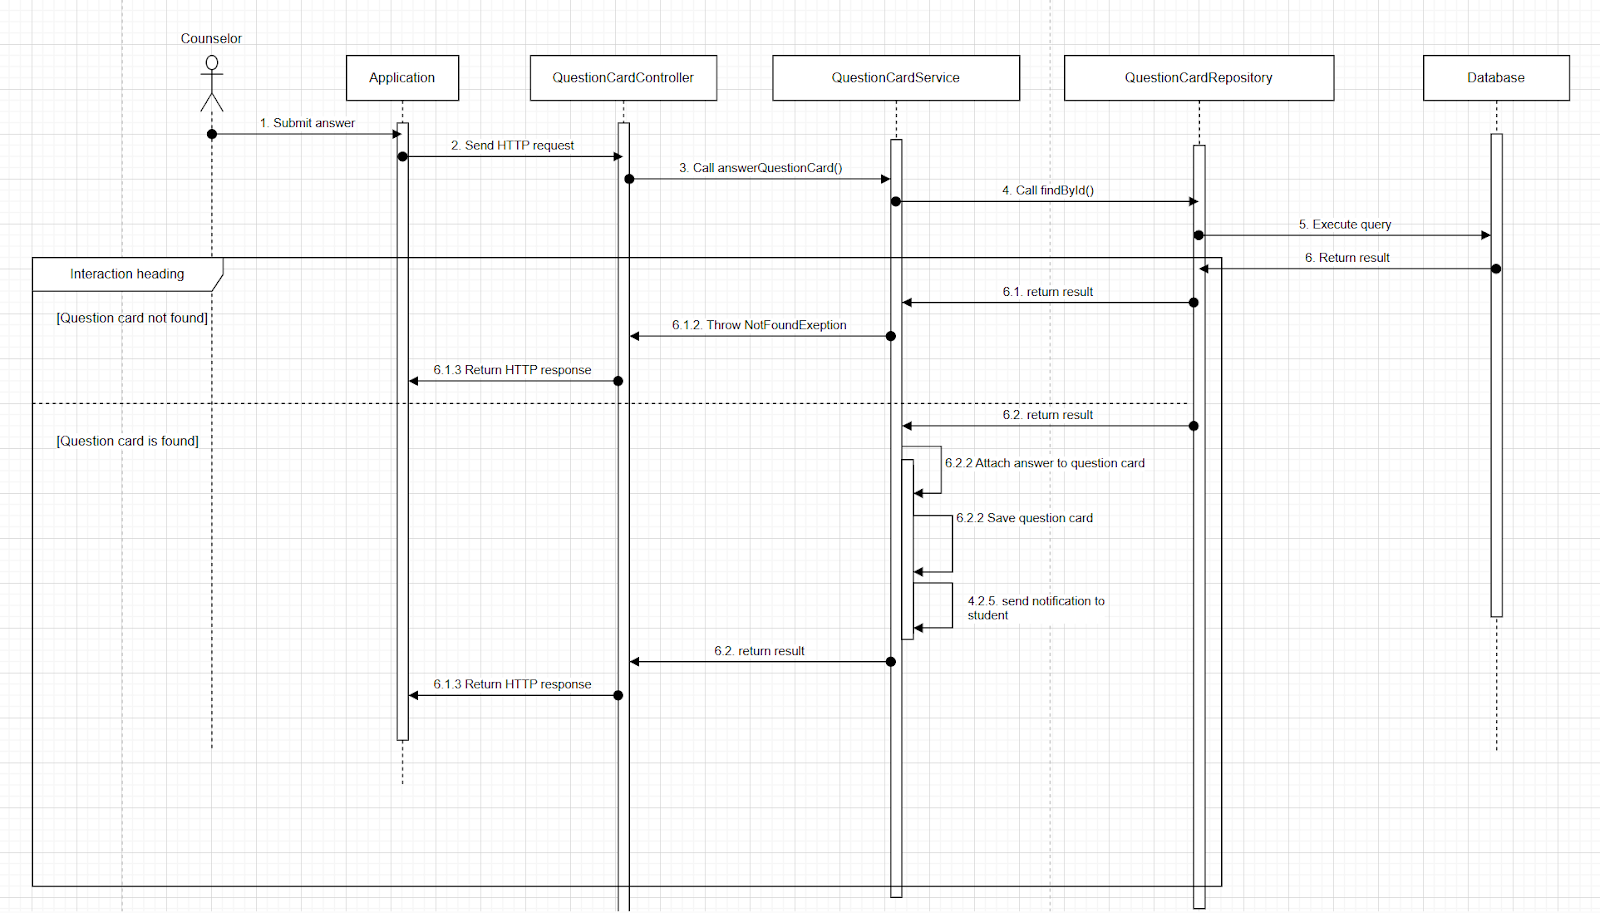 Counselor
Application
QuestionCardController
QuestionCardService
QuestionCardRepository
Database
1. Submit answer
2. Send HTTP request
3. Call answerQuestionCard()
4. Call findById()
5. Execute query
6. Return result
Interaction heading
6.1. return result
[Question card not found]
6.1.2. Throw NotFoundExeption
6.1.3 Return HTTP response
6.2. return result
[Question card is found]
6.2.2 Attach answer to question card
6.2.2 Save question card
4.2.5. send notification to
student
6.2. return result
6.1.3 Return HTTP response